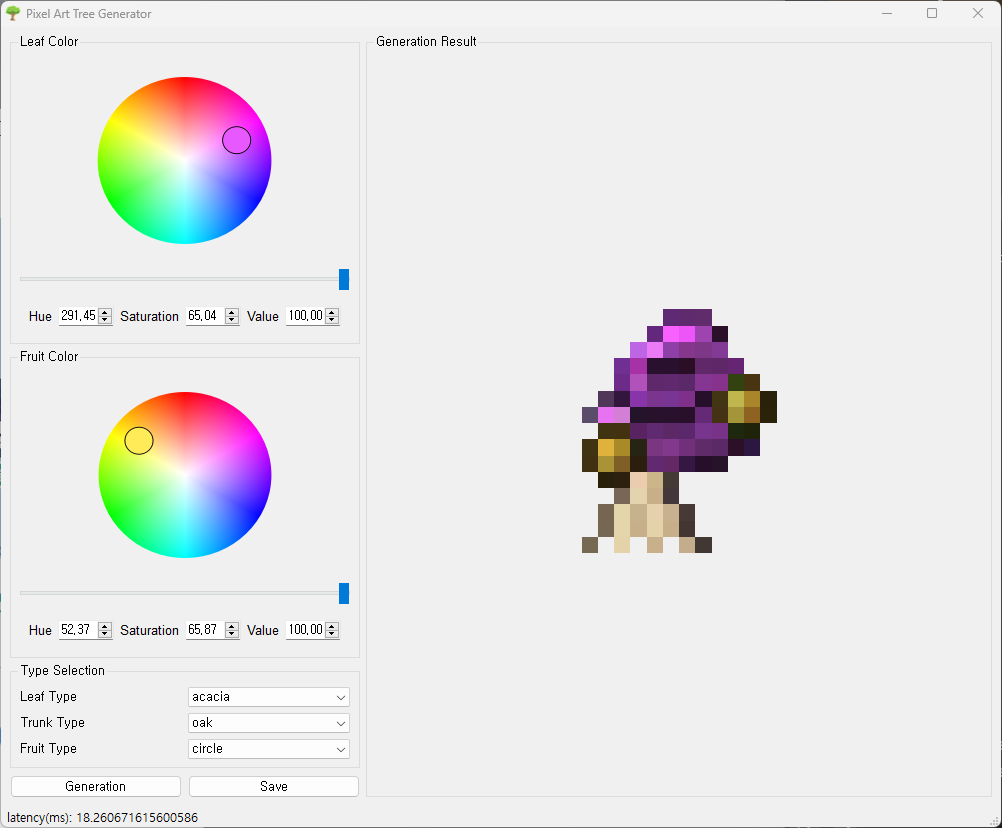 Pixel Art Tree Generator
Leaf Color
Hue 291,45 Saturation 65,04 Value 100,00
Fruit Color
Hue 52,37 Saturation 65,87 Value 100,00
Type Selection
Leaf Type acacia
Trunk Type oak
Fruit Type circle
Generation Save
latency(ms): 18.260671615600586
Generation Result